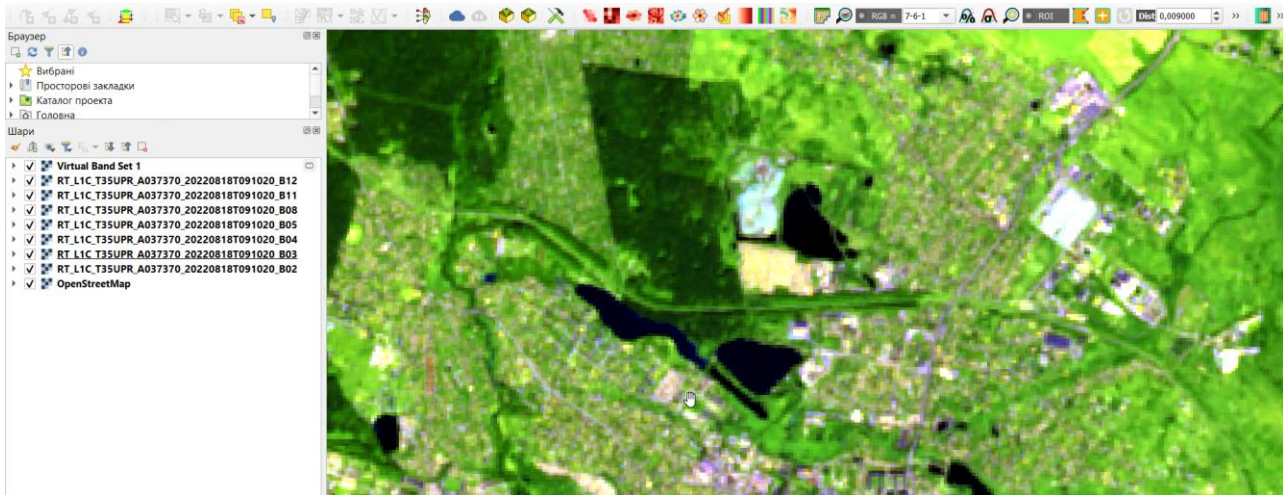 RGB = 7-6-1 ROI Dist 0,009000 »
Браузер
Вибрані
Просторові закладки
Каталог проекта
Головна
Шари
Virtual Band Set 1
RT_L1C_T35UPR_A037370_20220818T091020_B12
RT_L1C_T35UPR_A037370_20220818T091020_B11
RT_L1C_T35UPR_A037370_20220818T091020_B08
RT_L1C_T35UPR_A037370_20220818T091020_B05
RT_L1C_T35UPR_A037370_20220818T091020_B04
RT_L1C_T35UPR_A037370_20220818T091020_B03
RT_L1C_T35UPR_A037370_20220818T091020_B02
OpenStreetMap